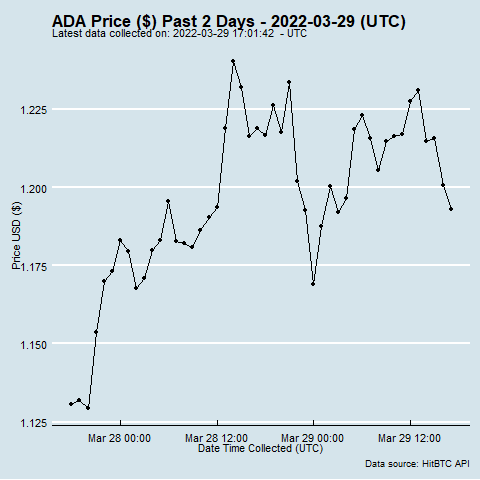 ADA Price ($) Past 2 Days - 2022-03-29 (UTC)
Latest data collected on: 2022-03-29 17:01:42 - UTC
1.225
1.200
1.175
1.150
1.125
Price USD ($)
Mar 28 00:00 Mar 28 12:00 Mar 29 00:00 Mar 29 12:00
Date Time Collected (UTC)
Data source: HitBTC API